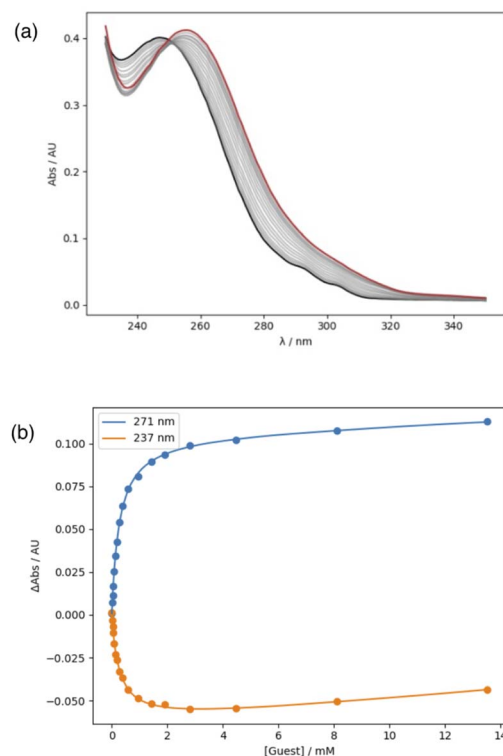 (a)
0.4
0.3
0.2
0.1
0.0
Abs / AU
240 260 280 300 320 340
λ / nm
(b)
271 nm
237 nm
0.100
0.075
0.050
0.025
0.000
−0.025
−0.050
ΔAbs / AU
0 2 4 6 8 10 12 14
[Guest] / mM